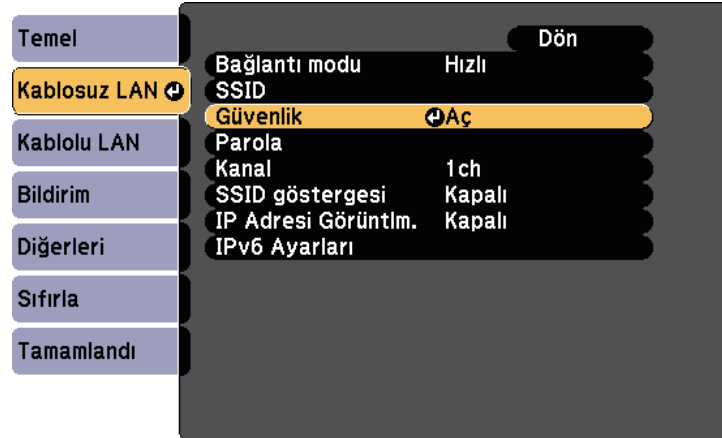 Temel
Kablosuz LAN
Kablolu LAN
Bildirim
Diğerleri
Sıfırla
Tamamlandı
Dön
Bağlantı modu Hızlı
SSID
Güvenlik Aç
Parola
Kanal 1ch
SSID göstergesi Kapalı
IP Adresi Görüntlm. Kapalı
IPv6 Ayarları